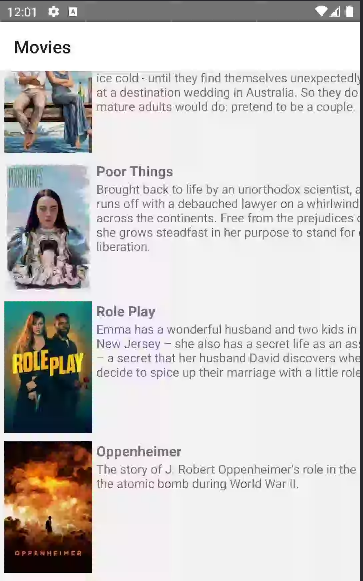 12:01
Movies
ice cold - until they find themselves unexpectedly
at a destination wedding in Australia. So they do
mature adults would do: pretend to be a couple.
POOR THINGS
Poor Things
Brought back to life by an unorthodox scientist, a
runs off with a debauched lawyer on a whirlwind
across the continents. Free from the prejudices o
she grows steadfast in her purpose to stand for
liberation.
ROLE PLAY
Role Play
Emma has a wonderful husband and two kids in
New Jersey – she also has a secret life as an as
– a secret that her husband David discovers whe
decide to spice up their marriage with a little role
OPPENHEIMER
Oppenheimer
The story of J. Robert Oppenheimer's role in the
the atomic bomb during World War II.